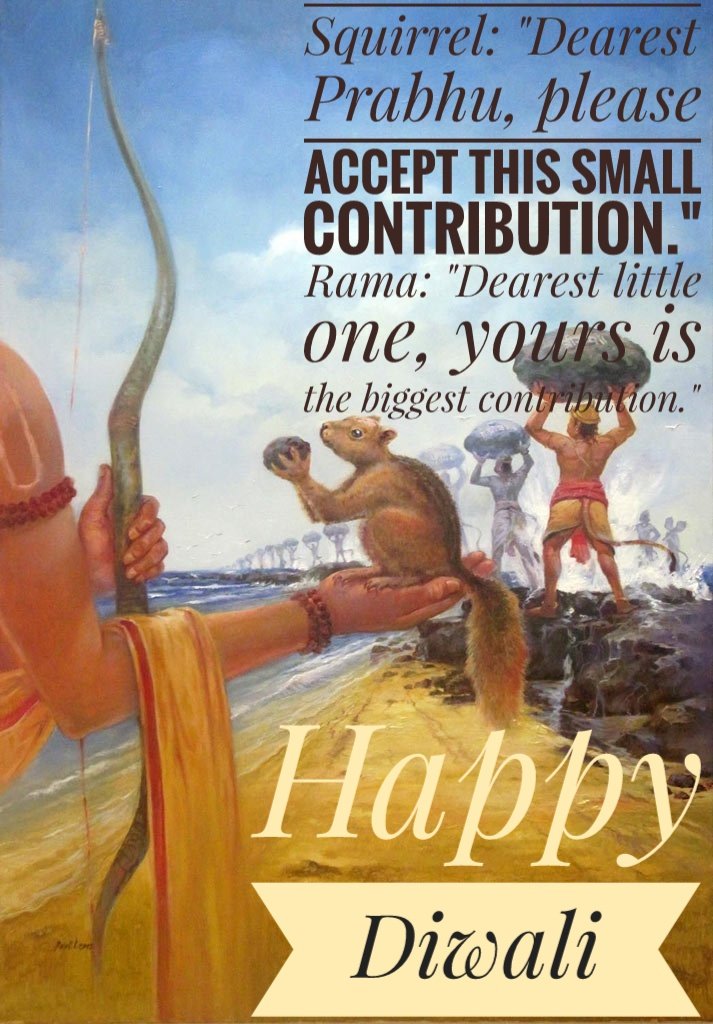 Squirrel: "Dearest
Prabhu, please
ACCEPT THIS SMALL
CONTRIBUTION."
Rama: "Dearest little
one, yours is
the biggest contribution."
Happy
Diwali